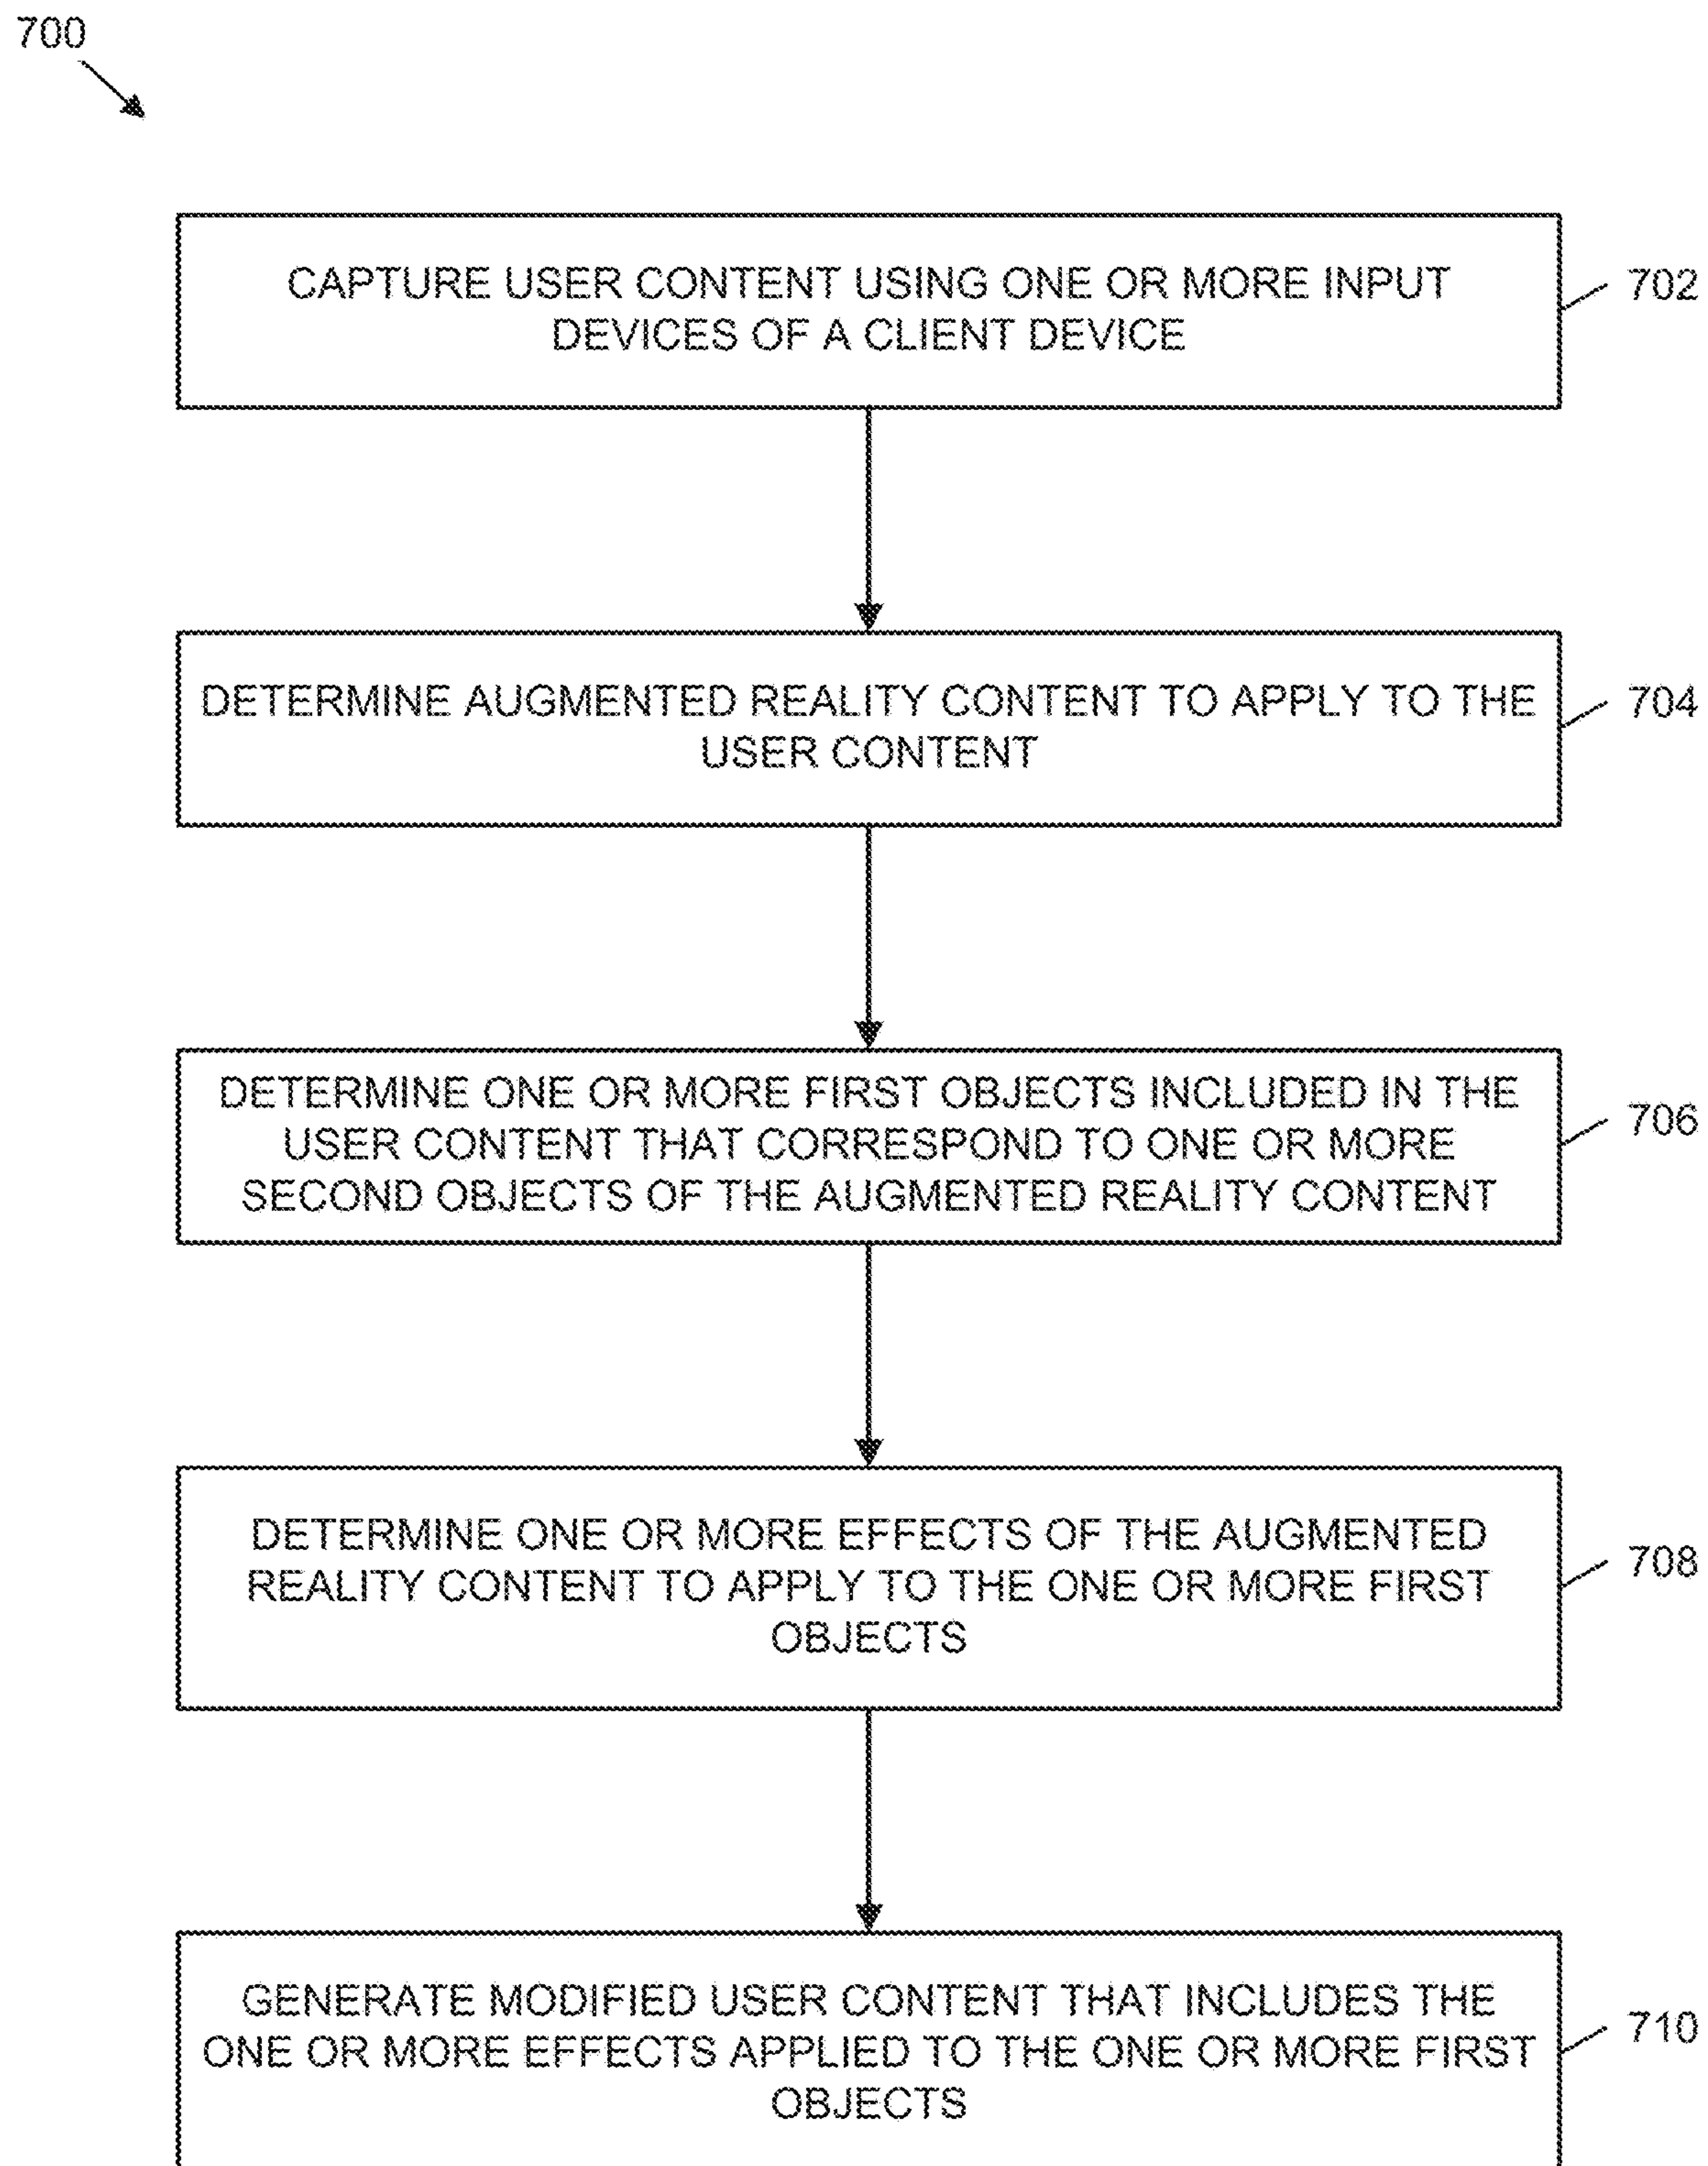 700
CAPTURE USER CONTENT USING ONE OR MORE INPUT
DEVICES OF A CLIENT DEVICE
702
DETERMINE AUGMENTED REALITY CONTENT TO APPLY TO THE
USER CONTENT
704
DETERMINE ONE OR MORE FIRST OBJECTS INCLUDED IN THE
USER CONTENT THAT CORRESPOND TO ONE OR MORE
SECOND OBJECTS OF THE AUGMENTED REALITY CONTENT
706
DETERMINE ONE OR MORE EFFECTS OF THE AUGMENTED
REALITY CONTENT TO APPLY TO THE ONE OR MORE FIRST
OBJECTS
708
GENERATE MODIFIED USER CONTENT THAT INCLUDES THE
ONE OR MORE EFFECTS APPLIED TO THE ONE OR MORE FIRST
OBJECTS
710